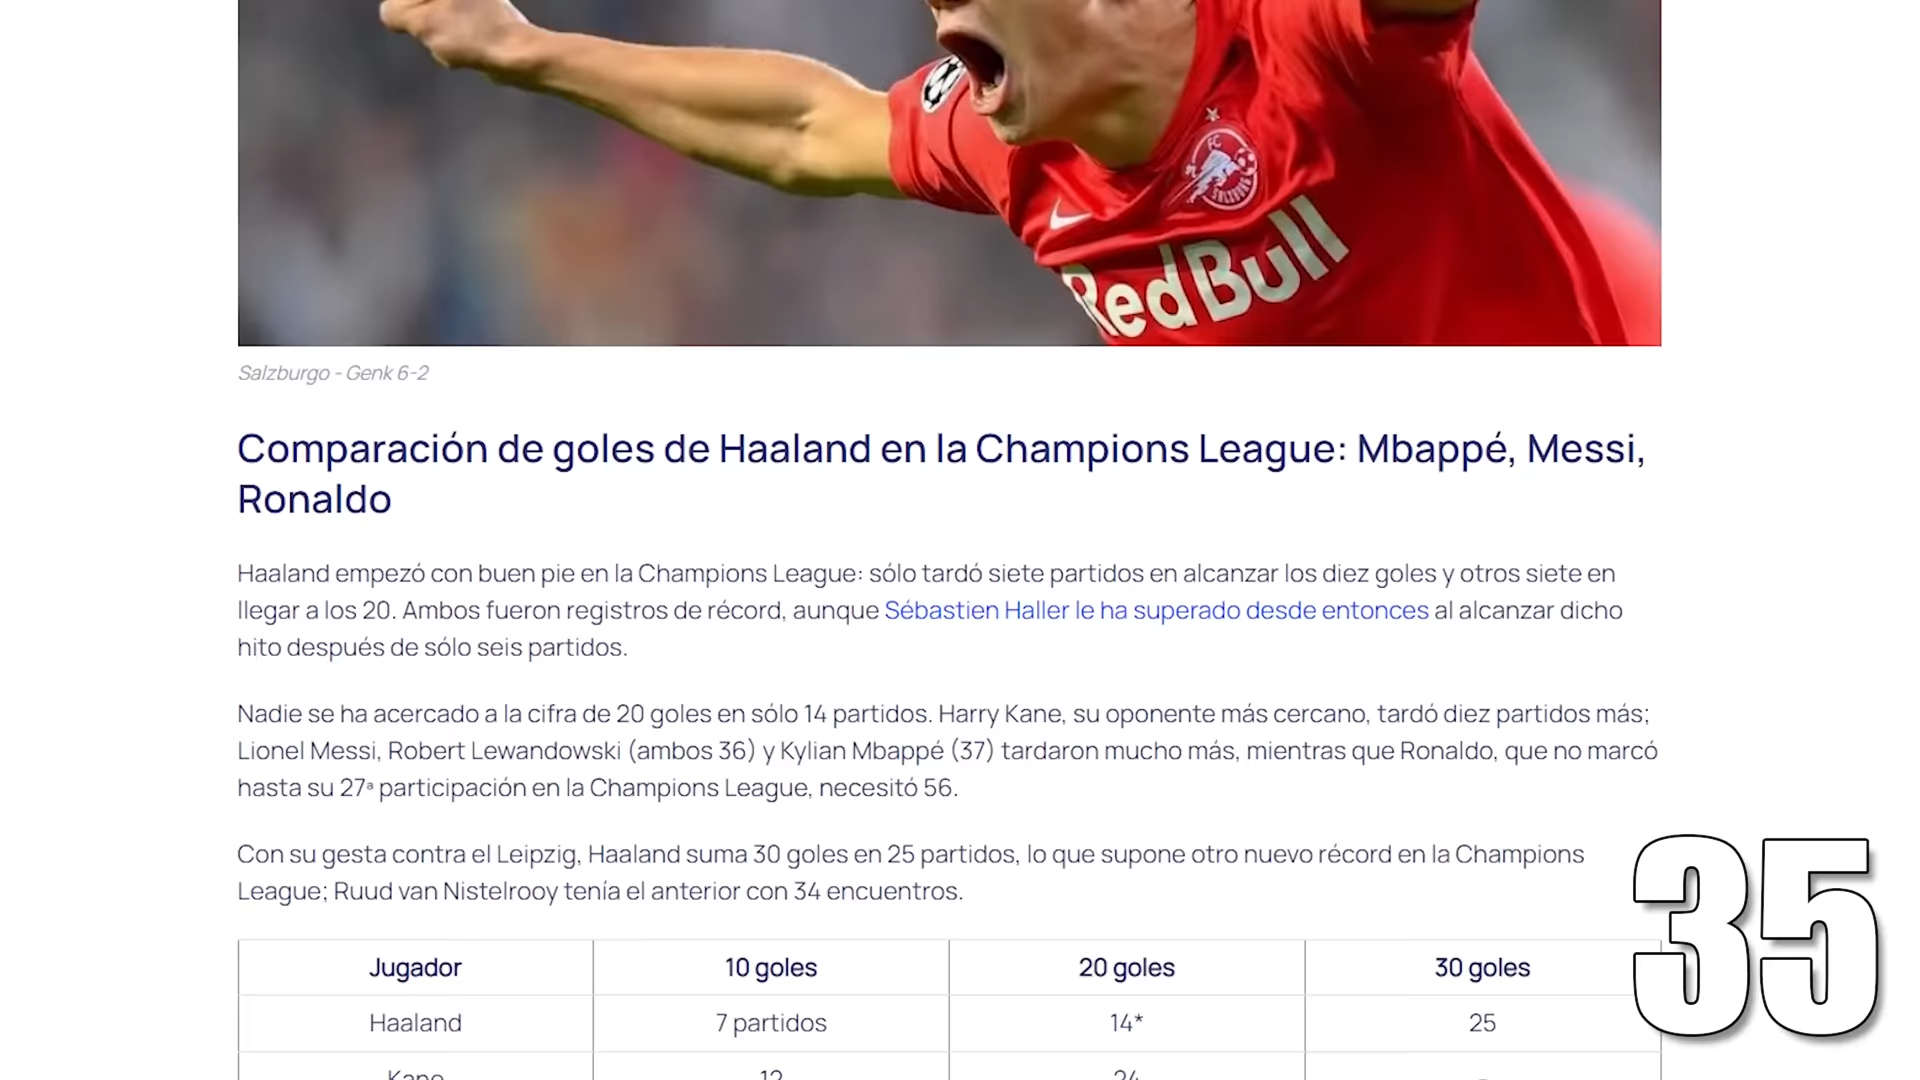 FC
SALZBURG
RedBull
Salzburgo - Genk 6-2
Comparación de goles de Haaland en la Champions League: Mbappé, Messi,
Ronaldo
Haaland empezó con buen pie en la Champions League: sólo tardó siete partidos en alcanzar los diez goles y otros siete en
llegar a los 20. Ambos fueron registros de récord, aunque Sébastien Haller le ha superado desde entonces al alcanzar dicho
hito después de sólo seis partidos.
Nadie se ha acercado a la cifra de 20 goles en sólo 14 partidos. Harry Kane, su oponente más cercano, tardó diez partidos más;
Lionel Messi, Robert Lewandowski (ambos 36) y Kylian Mbappé (37) tardaron mucho más, mientras que Ronaldo, que no marcó
hasta su 27ª participación en la Champions League, necesitó 56.
Con su gesta contra el Leipzig, Haaland suma 30 goles en 25 partidos, lo que supone otro nuevo récord en la Champions
League; Ruud van Nistelrooy tenía el anterior con 34 encuentros.
35
Jugador 10 goles 20 goles 30 goles
Haaland 7 partidos 14* 25
Kane 12 24 -